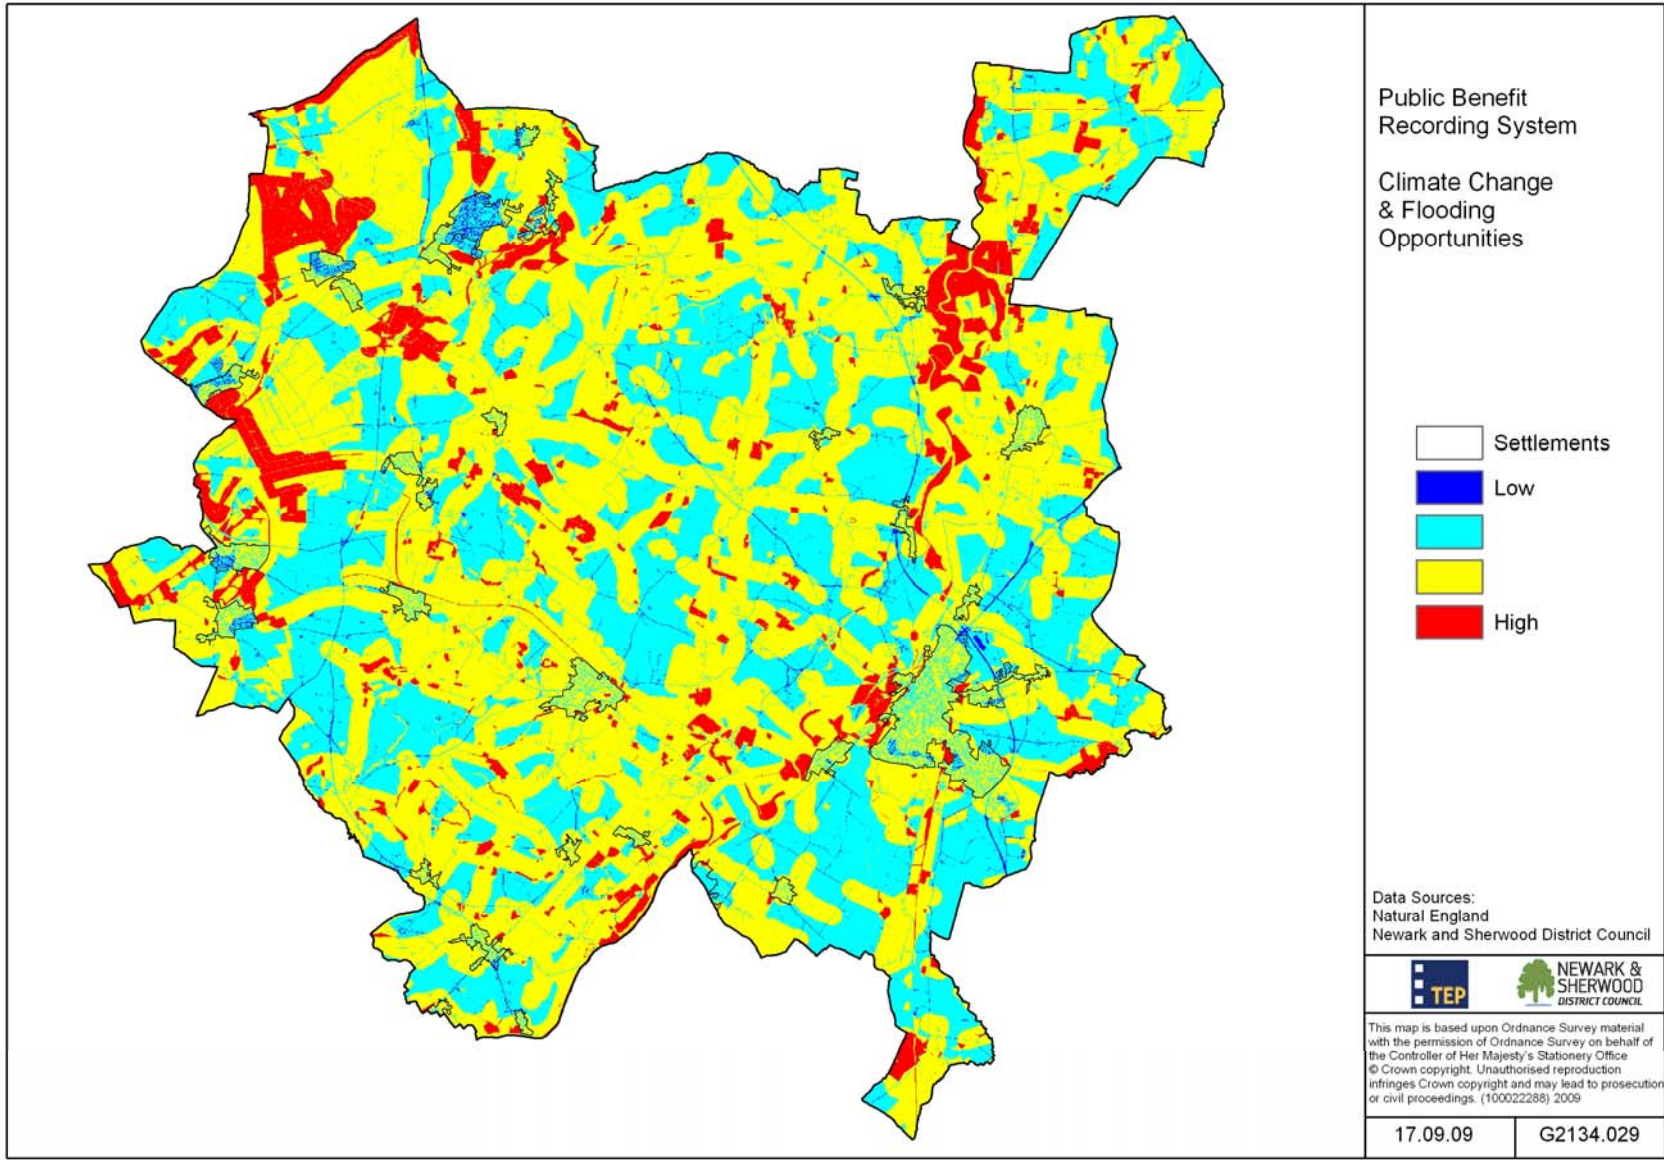 Public Benefit
Recording System
Climate Change
& Flooding
Opportunities
Settlements
Low
High
Data Sources:
Natural England
Newark and Sherwood District Council
TEP
NEWARK &
SHERWOOD
DISTRICT COUNCIL
This map is based upon Ordnance Survey material
with the permission of Ordnance Survey on behalf of
the Controller of Her Majesty's Stationery Office
© Crown copyright. Unauthorised reproduction
infringes Crown copyright and may lead to prosecution
or civil proceedings. (100022288) 2009
17.09.09
G2134.029